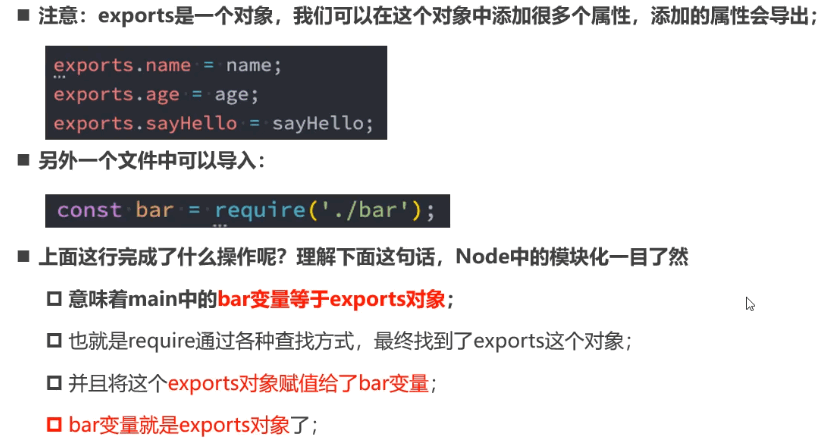 ■ 注意：exports是一个对象，我们可以在这个对象中添加很多个属性，添加的属性会导出；
exports.name = name;
exports.age = age;
exports.sayHello = sayHello;
■ 另外一个文件中可以导入：
const bar = require('./bar');
■ 上面这行完成了什么操作呢？理解下面这句话，Node中的模块化一目了然
意味着main中的bar变量等于exports对象；
也就是require通过各种查找方式，最终找到了exports这个对象；
并且将这个exports对象赋值给了bar变量；
bar变量就是exports对象了；